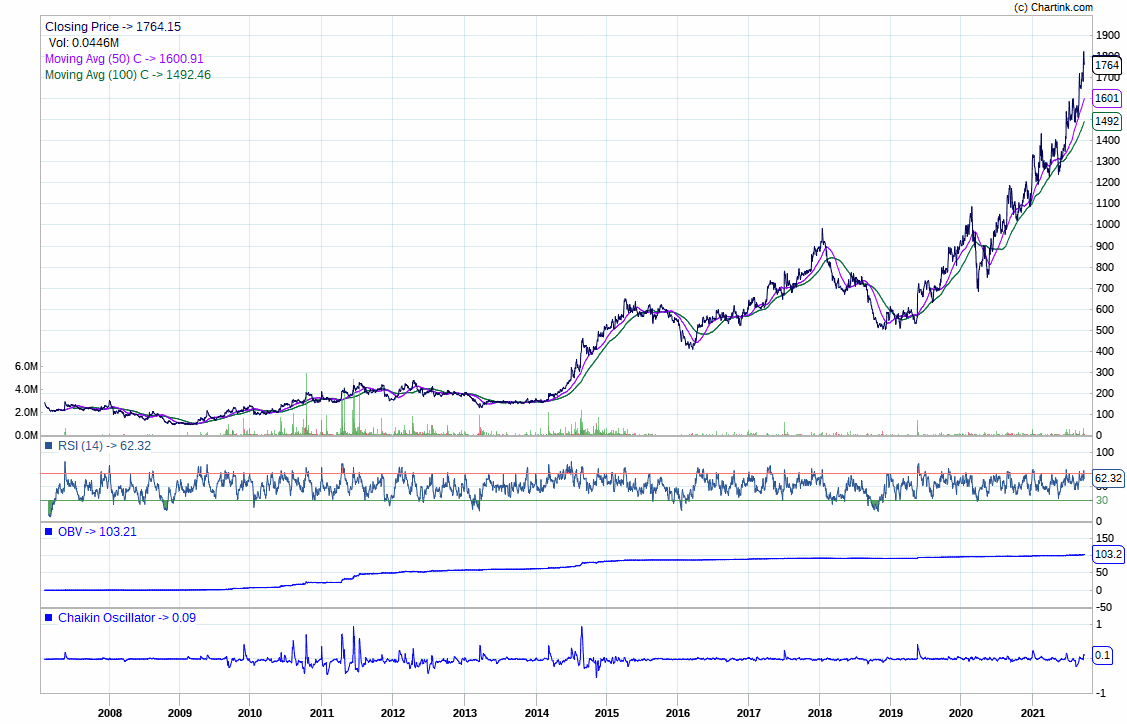 (c) Chartink.com
Closing Price -> 1764.15
Vol: 0.0446M
Moving Avg (50) C -> 1600.91
Moving Avg (100) C -> 1492.46
1900
1800
1764
1700
1601
1492
1400
1300
1200
1100
1000
900
800
700
600
500
400
300
200
100
0
6.0M
4.0M
2.0M
0.0M
RSI (14) -> 62.32
100
62.32
50
30
0
OBV -> 103.21
150
103.2
50
0
-50
Chaikin Oscillator -> 0.09
1
0.1
-1
2008 2009 2010 2011 2012 2013 2014 2015 2016 2017 2018 2019 2020 2021